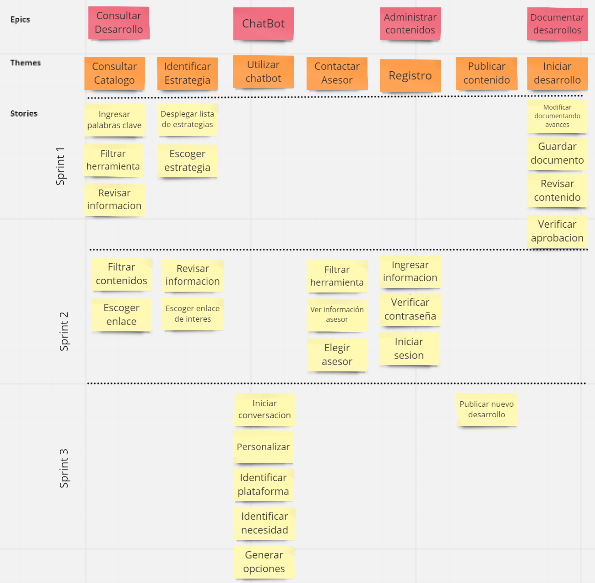 Epics
Consultar
Desarrollo
ChatBot
Administrar
contenidos
Documentar
desarrollos
Themes
Consultar
Catalogo
Identificar
Estrategia
Utilizar
chatbot
Contactar
Asesor
Registro
Publicar
contenido
Iniciar
desarrollo
Stories
Sprint 1
Ingresar
palabras clave
Filtrar
herramienta
Revisar
informacion
Desplegar lista
de estrategias
Escoger
estrategia
Modificar
documentando
avances
Guardar
documento
Revisar
contenido
Verificar
aprobacion
Sprint 2
Filtrar
contenidos
Escoger
enlace
Revisar
informacion
Escoger enlace
de interes
Filtrar
herramienta
Ver información
asesor
Elegir
asesor
Ingresar
informacion
Verificar
contraseña
Iniciar
sesion
Sprint 3
Iniciar
conversacion
Personalizar
Identificar
plataforma
Identificar
necesidad
Generar
opciones
Publicar nuevo
desarrollo